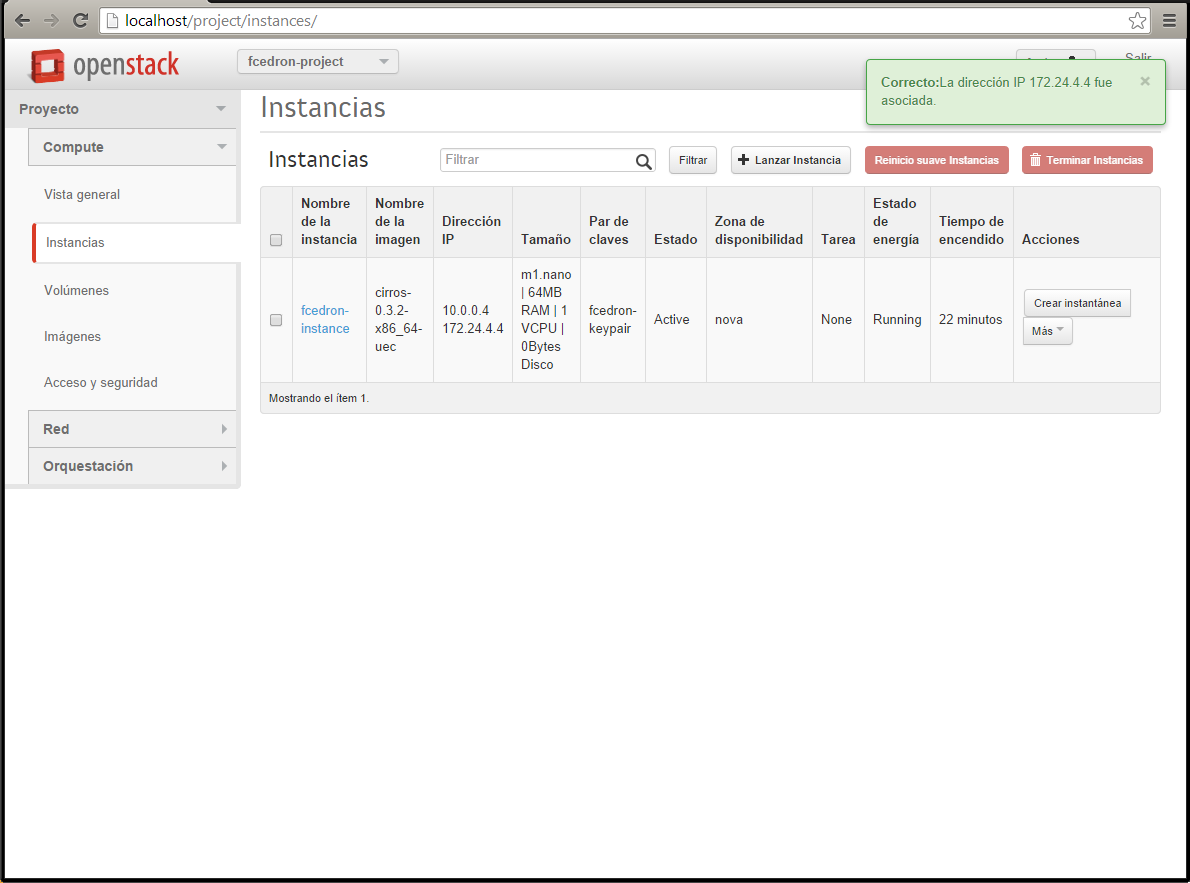 localhost/project/instances/
openstack
fcedron-project
Salir
Correcto:La dirección IP 172.24.4.4 fue
asociada.
×
Proyecto
Compute
Vista general
Instancias
Volúmenes
Imágenes
Acceso y seguridad
Red
Orquestación
Instancias
Instancias
Filtrar
Filtrar
Lanzar Instancia
Reinicio suave Instancias
Terminar Instancias
Nombre
de la
instancia
Nombre
de la
imagen
Dirección
IP
Tamaño
Par de
claves
Estado
Zona de
disponibilidad
Tarea
Estado
de
energía
Tiempo de
encendido
Acciones
fcedron-
instance
cirros-
0.3.2-
x86_64-
uec
10.0.0.4
172.24.4.4
m1.nano
| 64MB
RAM | 1
VCPU |
0Bytes
Disco
fcedron-
keypair
Active
nova
None
Running
22 minutos
Crear instantánea
Más
Mostrando el ítem 1.